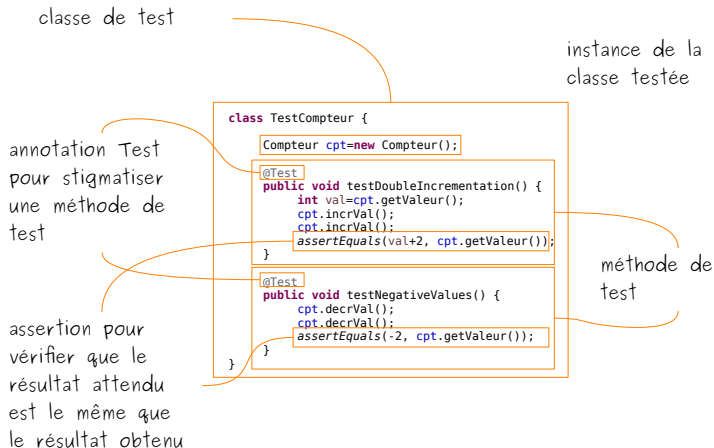 classe de test
instance de la
classe testée
class TestCompteur {
Compteur cpt=new Compteur();
annotation Test
pour stigmatiser
une méthode de
test
@Test
public void testDoubleIncrementation() {
int val=cpt.getValeur();
cpt.incrVal();
cpt.incrVal();
assertEquals(val+2, cpt.getValeur());
}
méthode de
test
@Test
public void testNegativeValues() {
cpt.decrVal();
cpt.decrVal();
assertEquals(-2, cpt.getValeur());
}
}
assertion pour
vérifier que le
résultat attendu
est le même que
le résultat obtenu